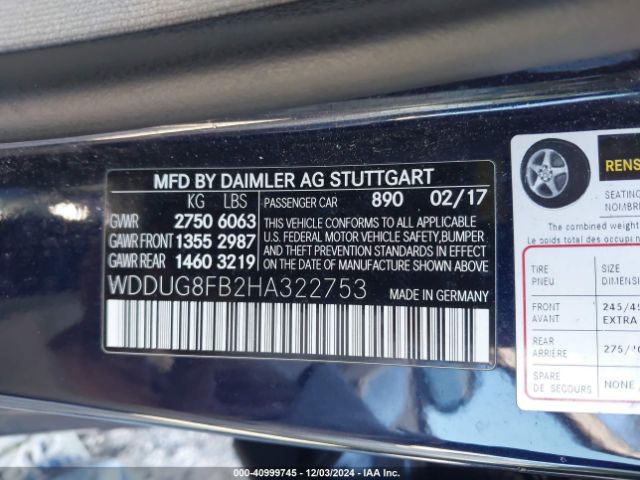 MFD BY DAIMLER AG STUTTGART
KG LBS PASSENGER CAR 890 02/17
GVWR 2750 6063
GAWR FRONT 1355 2987
GAWR REAR 1460 3219
THIS VEHICLE CONFORMS TO ALL APPLICABLE
U.S. FEDERAL MOTOR VEHICLE SAFETY, BUMPER
AND THEFT PREVENTION STANDARDS IN EFFECT
ON THE DATE OF MANUFACTURE SHOWN ABOVE.
WDDUG8FB2HA322753 MADE IN GERMANY
RENS
SEATING
NOMBRE
The combined weight
Le poids total des occu
TIRE
PNEU
SIZE
DIMENSI
FRONT
AVANT
245/45
EXTRA
REAR
ARRIÈRE
275/
SPARE
DE SECOURS
NONE
000-40999745 - 12/03/2024 - IAA Inc.